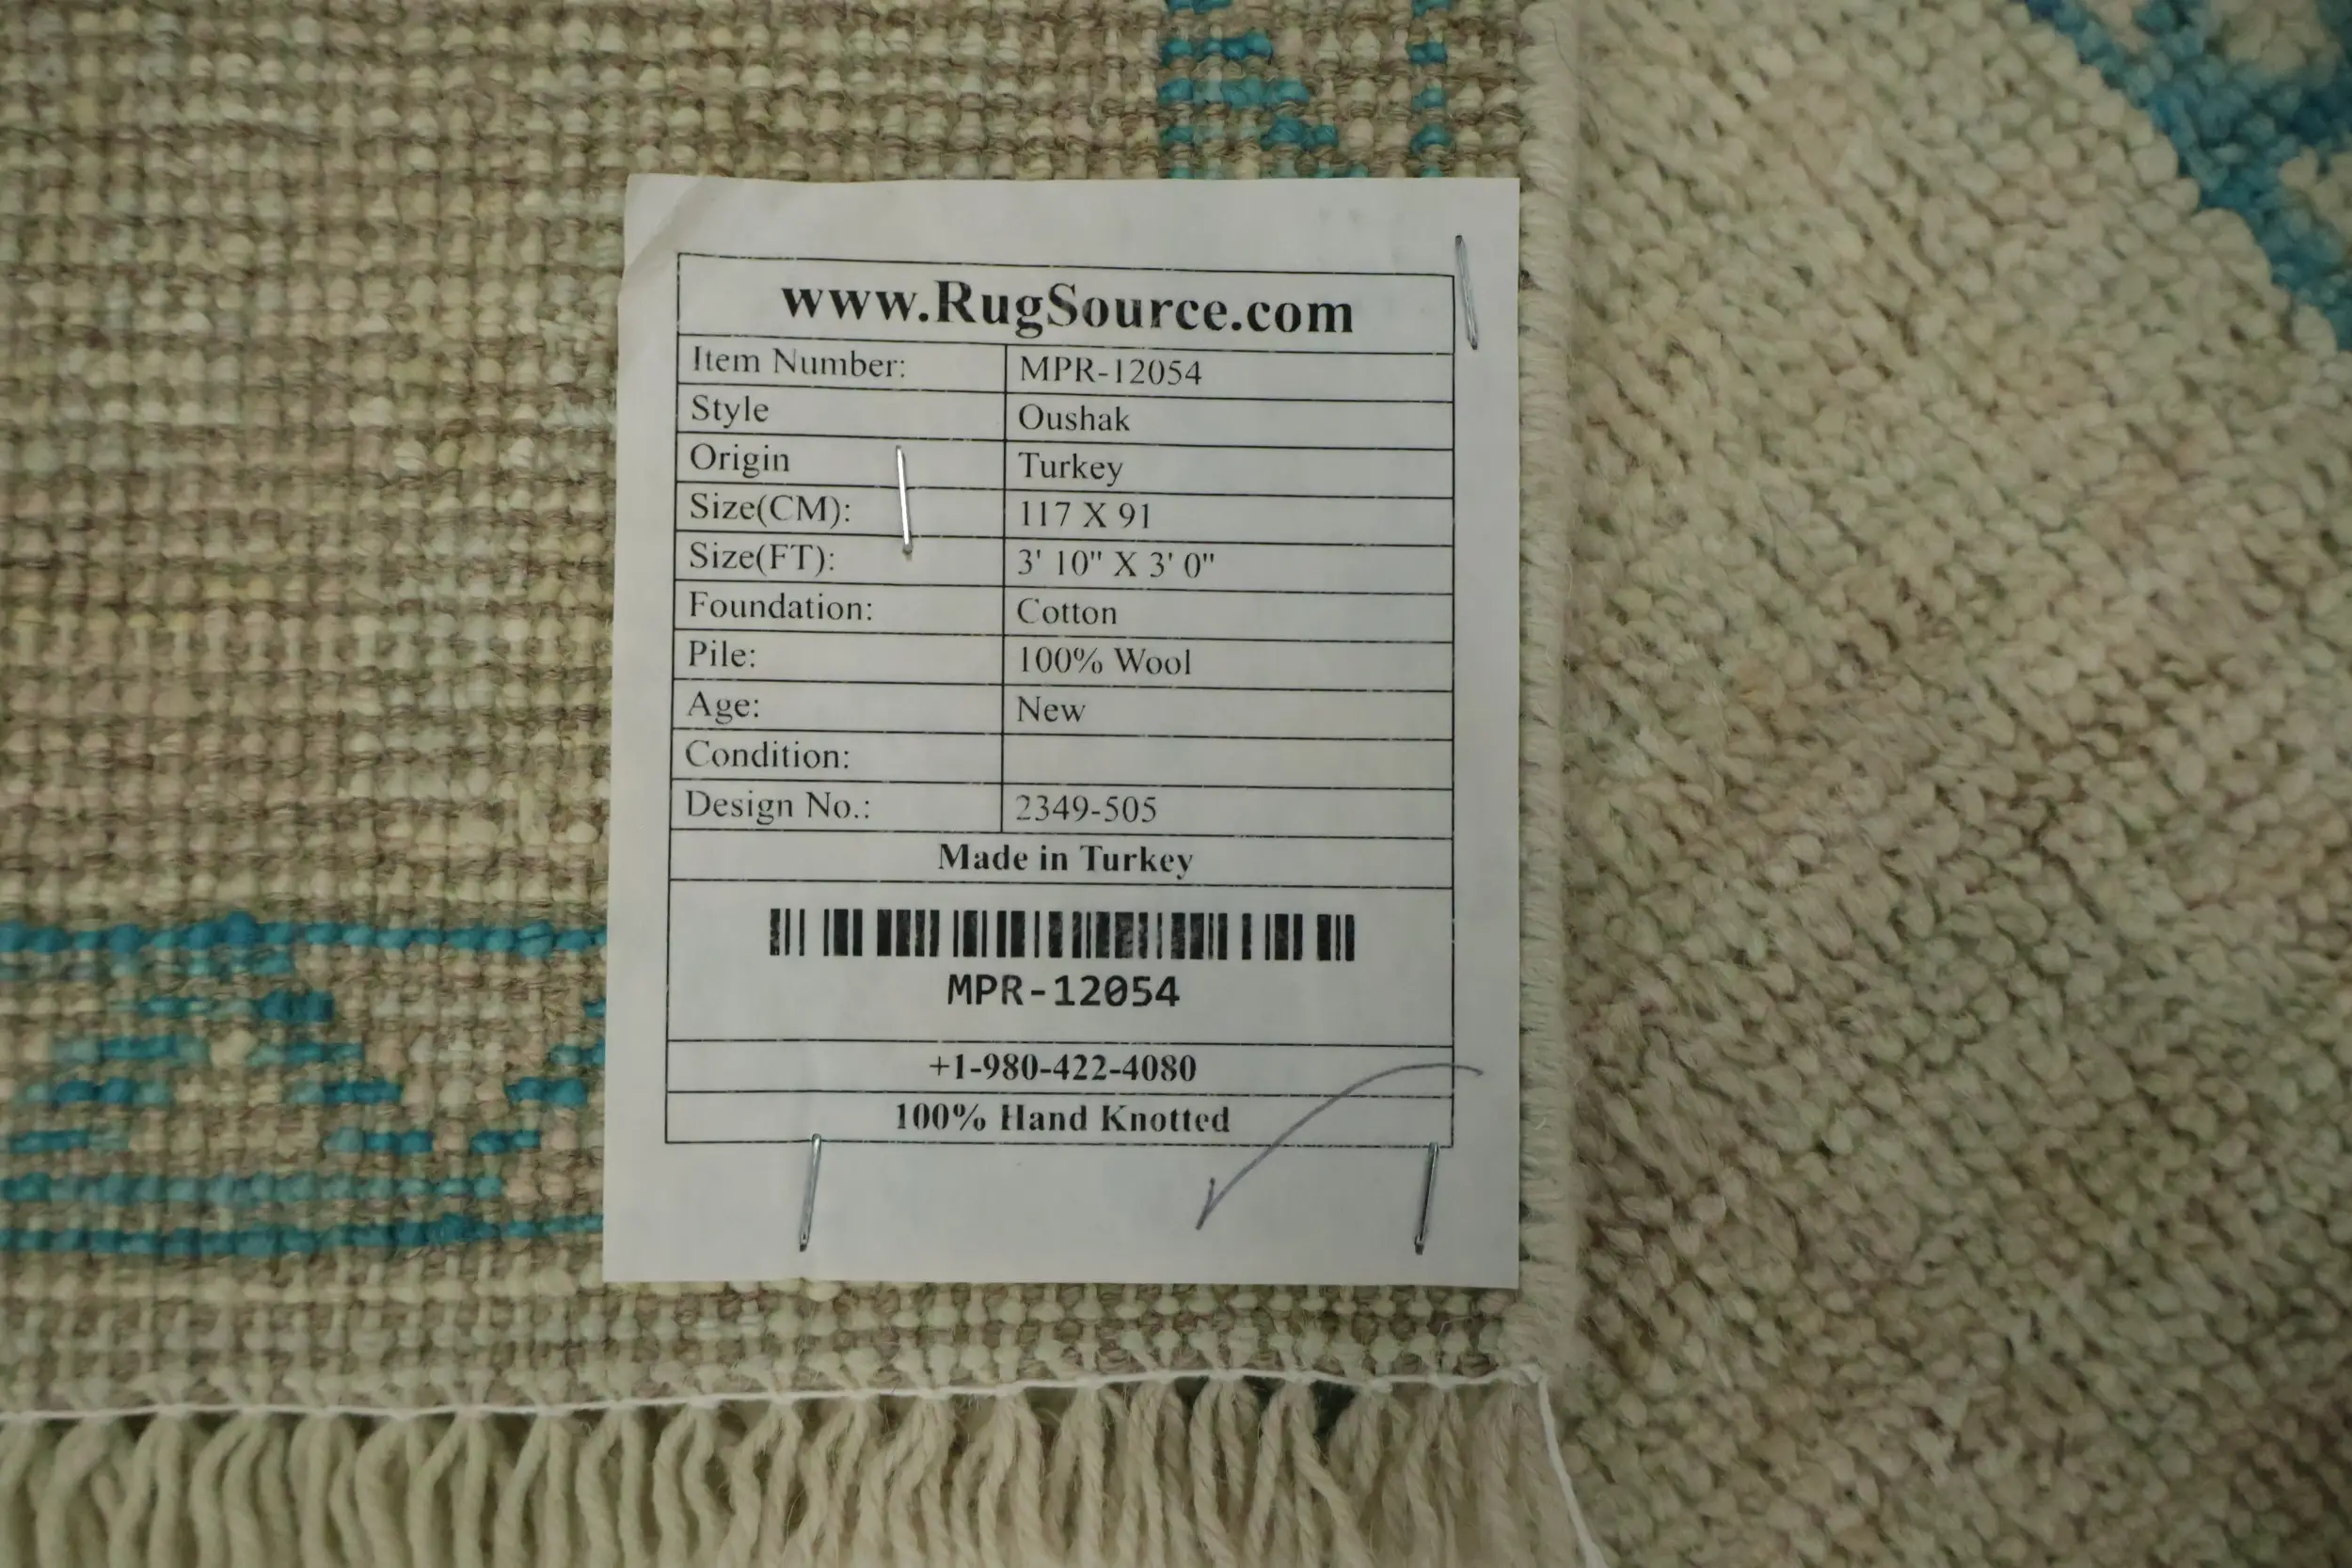 www.RugSource.com
Item Number: MPR-12054
Style Oushak
Origin Turkey
Size(CM): 117 X 91
Size(FT): 3' 10" X 3' 0"
Foundation: Cotton
Pile: 100% Wool
Age: New
Condition:
Design No.: 2349-505
Made in Turkey
MPR-12054
+1-980-422-4080
100% Hand Knotted